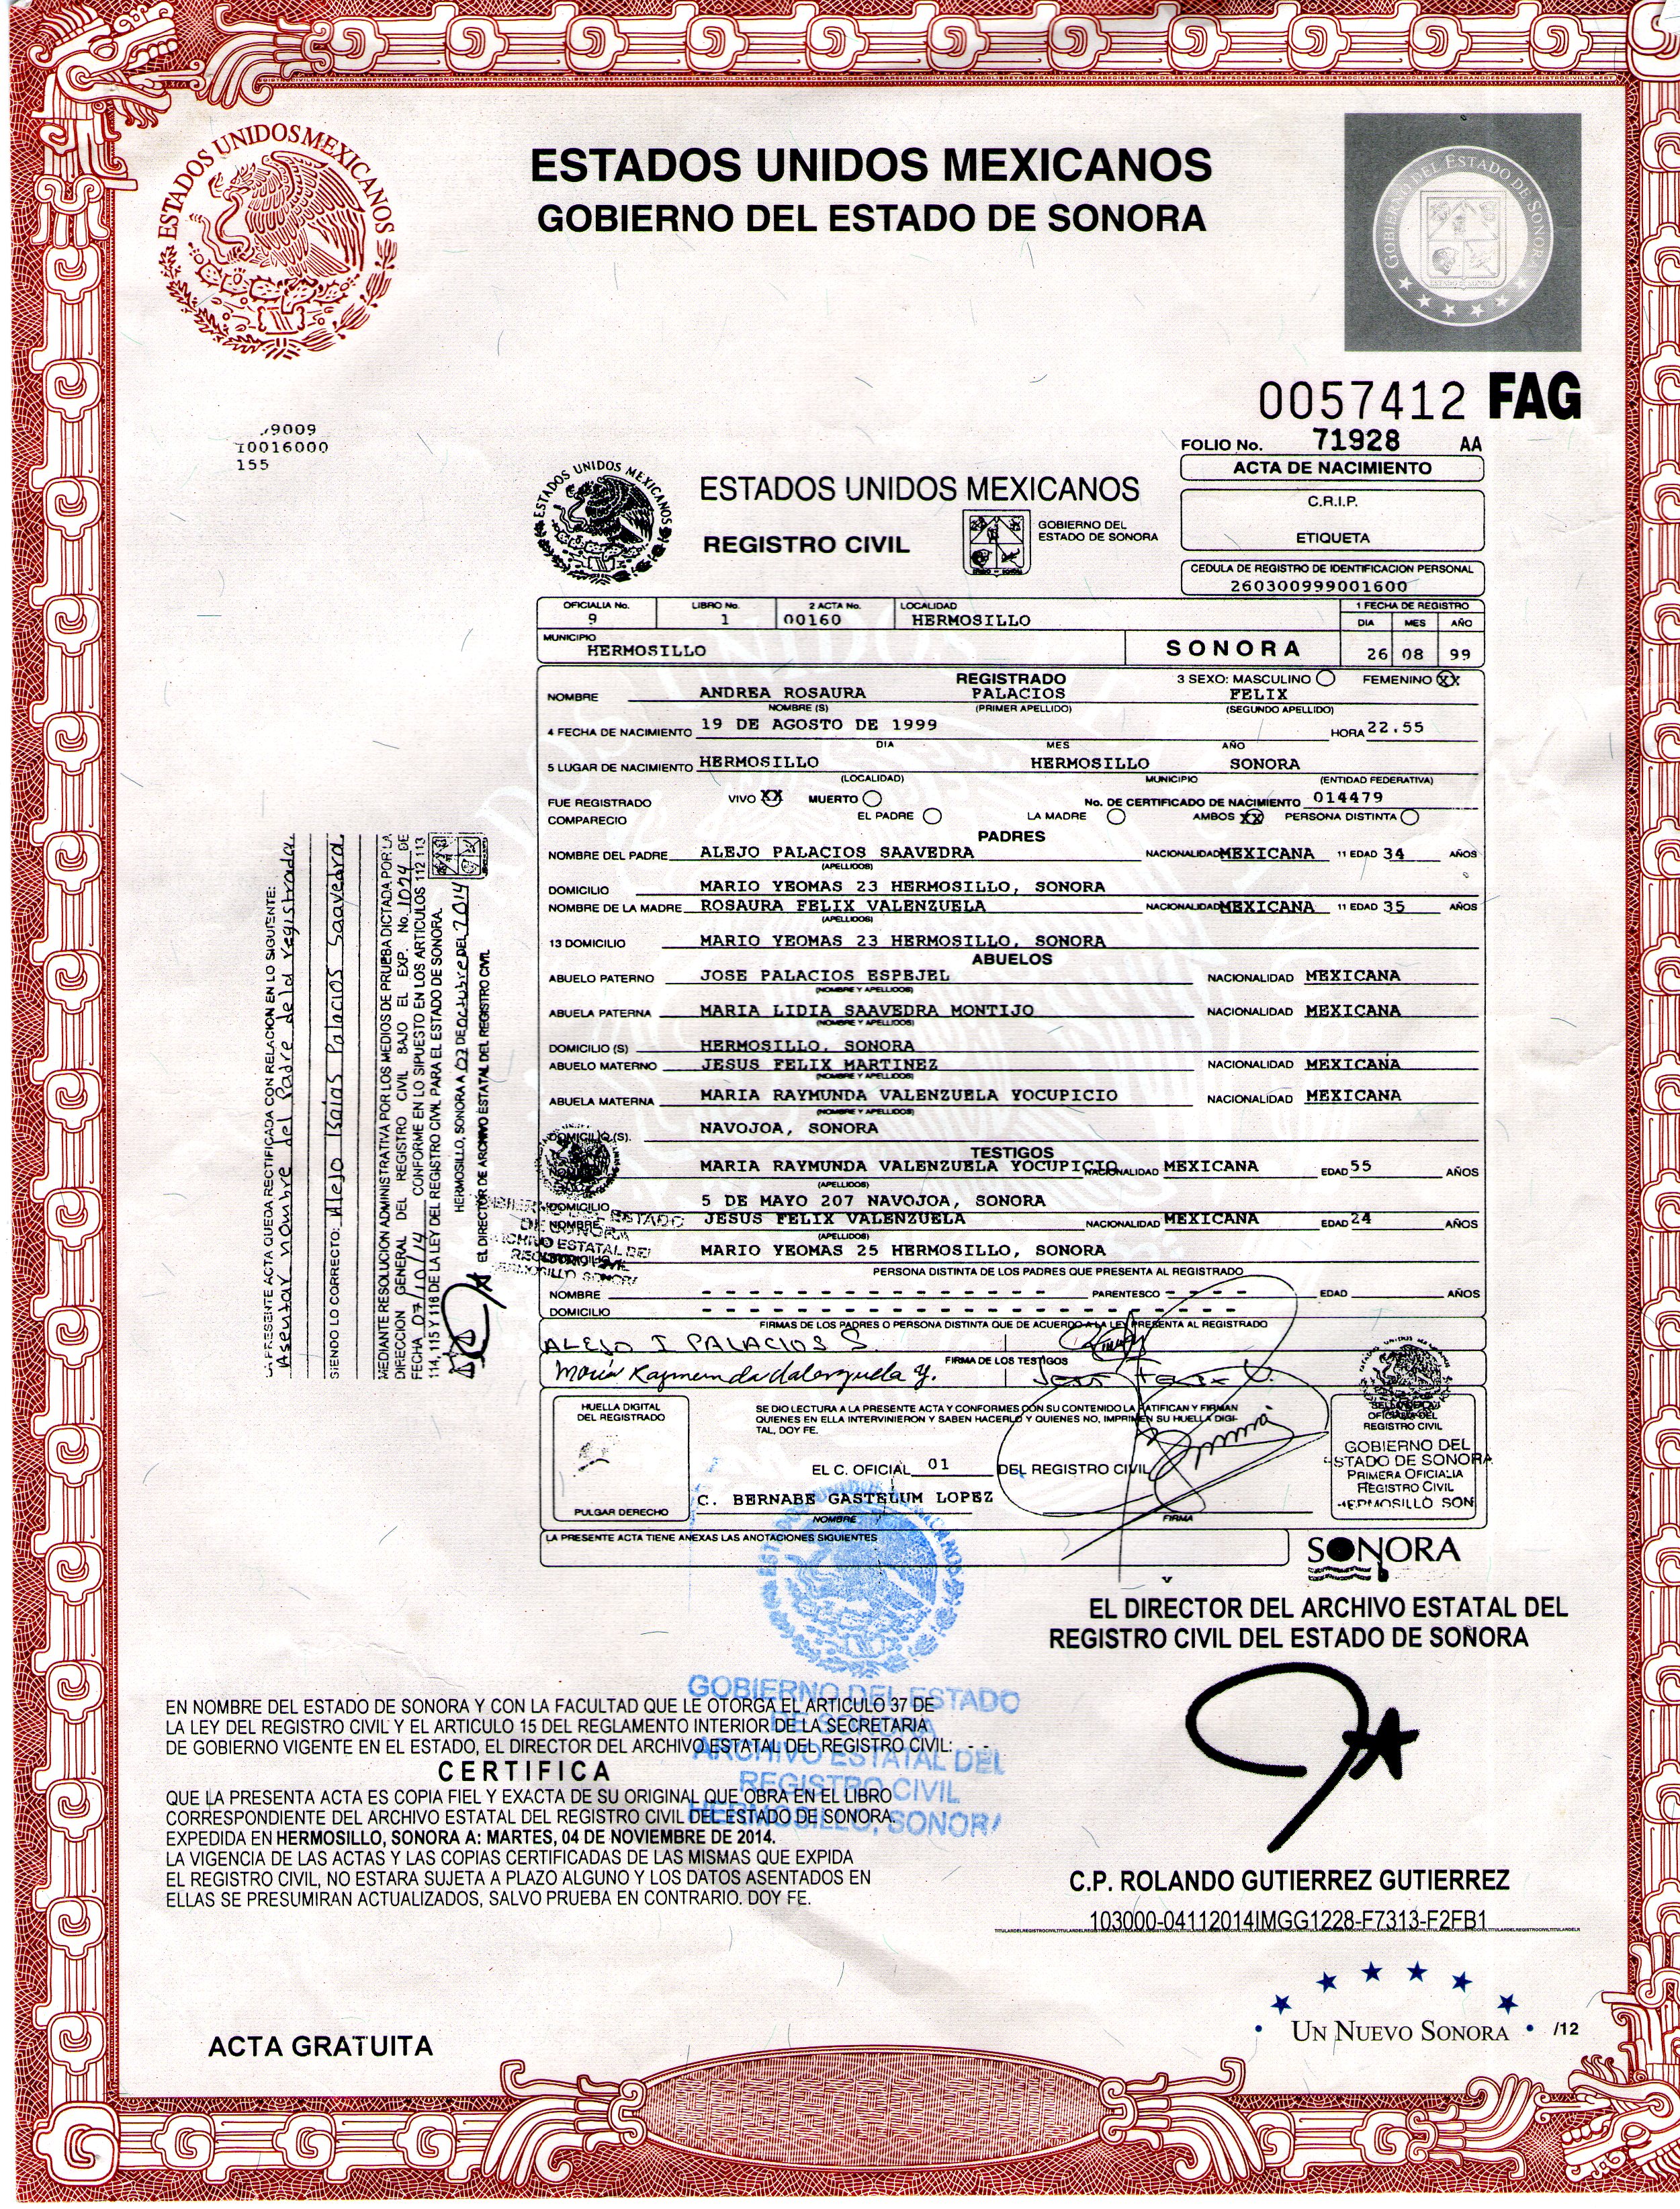 ESTADOS UNIDOS MEXICANOS
ESTADOS UNIDOS MEXICANOS
GOBIERNO DEL ESTADO DE SONORA
GOBIERNO DEL ESTADO DE SONORA
0057412 FAG
9009
10016000
155
FOLIO No. 71928 AA
ACTA DE NACIMIENTO
C.R.I.P.
ETIQUETA
CEDULA DE REGISTRO DE IDENTIFICACION PERSONAL
260300999001600
ESTADOS UNIDOS MEXICANOS
ESTADOS UNIDOS MEXICANOS
REGISTRO CIVIL
GOBIERNO DEL
ESTADO DE SONORA
OFICIALIA No. LIBRO No. 2 ACTA No. LOCALIDAD 1 FECHA DE REGISTRO
9 1 00160 HERMOSILLO DIA MES AÑO
MUNICIPIO
HERMOSILLO SONORA 26 08 99
REGISTRADO 3 SEXO: MASCULINO FEMENINO XX
NOMBRE ANDREA ROSAURA PALACIOS FELIX
NOMBRE (S) (PRIMER APELLIDO) (SEGUNDO APELLIDO)
4 FECHA DE NACIMIENTO 19 DE AGOSTO DE 1999 HORA 22.55
DIA MES AÑO
5 LUGAR DE NACIMIENTO HERMOSILLO HERMOSILLO SONORA
(LOCALIDAD) MUNICIPIO (ENTIDAD FEDERATIVA)
FUE REGISTRADO VIVO XX MUERTO No. DE CERTIFICADO DE NACIMIENTO 014479
COMPARECIO EL PADRE LA MADRE AMBOS XX PERSONA DISTINTA
PADRES
NOMBRE DEL PADRE ALEJO PALACIOS SAAVEDRA NACIONALIDAD MEXICANA 11 EDAD 34 AÑOS
(APELLIDOS)
DOMICILIO MARIO YEOMAS 23 HERMOSILLO, SONORA
NOMBRE DE LA MADRE ROSAURA FELIX VALENZUELA NACIONALIDAD MEXICANA 11 EDAD 35 AÑOS
(APELLIDOS)
13 DOMICILIO MARIO YEOMAS 23 HERMOSILLO, SONORA
ABUELOS
ABUELO PATERNO JOSE PALACIOS ESPEJEL NACIONALIDAD MEXICANA
(NOMBRE Y APELLIDOS)
ABUELA PATERNA MARIA LIDIA SAAVEDRA MONTIJO NACIONALIDAD MEXICANA
(NOMBRE Y APELLIDOS)
DOMICILIO (S) HERMOSILLO, SONORA
ABUELO MATERNO JESUS FELIX MARTINEZ NACIONALIDAD MEXICANA
(NOMBRE Y APELLIDOS)
ABUELA MATERNA MARIA RAYMUNDA VALENZUELA YOCUPICIO NACIONALIDAD MEXICANA
(NOMBRE Y APELLIDOS)
DOMICILIO (S). NAVOJOA, SONORA
TESTIGOS
MARIA RAYMUNDA VALENZUELA YOCUPICIO NACIONALIDAD MEXICANA EDAD 55 AÑOS
(APELLIDOS)
DOMICILIO 5 DE MAYO 207 NAVOJOA, SONORA
NOMBRE JESUS FELIX VALENZUELA NACIONALIDAD MEXICANA EDAD 24 AÑOS
(APELLIDOS)
MARIO YEOMAS 25 HERMOSILLO, SONORA
PERSONA DISTINTA DE LOS PADRES QUE PRESENTA AL REGISTRADO
NOMBRE PARENTESCO EDAD AÑOS
DOMICILIO
FIRMAS DE LOS PADRES O PERSONA DISTINTA QUE DE ACUERDO A LA LEY PRESENTA AL REGISTRADO
ALEJO I PALACIOS S.
FIRMA DE LOS TESTIGOS
María Raymunda Valenzuela Y.
HUELLA DIGITAL
DEL REGISTRADO
PULGAR DERECHO
SE DIO LECTURA A LA PRESENTE ACTA Y CONFORMES CON SU CONTENIDO LA RATIFICAN Y FIRMAN
QUIENES EN ELLA INTERVINIERON Y SABEN HACERLO Y QUIENES NO, IMPRIMEN SU HUELLA DIGI-
TAL, DOY FE.
EL C. OFICIAL 01 DEL REGISTRO CIVIL
C. BERNABE GASTELUM LOPEZ
NOMBRE FIRMA
OFICIALIA DEL
REGISTRO CIVIL
GOBIERNO DEL
ESTADO DE SONORA
PRIMERA OFICIALIA
REGISTRO CIVIL
HERMOSILLO SON
LA PRESENTE ACTA TIENE ANEXAS LAS ANOTACIONES SIGUIENTES
SONORA
LA PRESENTE ACTA QUEDA RECTIFICADA CON RELACION EN LO SIGUIENTE:
Asentar nombre del padre de la registrada.
SIENDO LO CORRECTO: Alejo Isaias Palacios Saavedra
MEDIANTE RESOLUCIÓN ADMINISTRATIVA POR LOS MEDIOS DE PRUEBA DICTADA POR LA
DIRECCION GENERAL DEL REGISTRO CIVIL BAJO EL EXP. No. 1094 DE
FECHA 07/10/14 CONFORME EN LO SUPUESTO EN LOS ARTICULOS 112 113
114, 115 Y 116 DE LA LEY DEL REGISTRO CIVIL PARA EL ESTADO DE SONORA.
HERMOSILLO, SONORA A 07 DE Octubre DEL 2014
EL DIRECTOR DE ARCHIVO ESTATAL DEL REGISTRO CIVIL
EL DIRECTOR DEL ARCHIVO ESTATAL DEL
REGISTRO CIVIL DEL ESTADO DE SONORA
GOBIERNO DEL ESTADO
DE SONORA
ARCHIVO ESTATAL DEL
REGISTRO CIVIL
HERMOSILLO, SONORA
EN NOMBRE DEL ESTADO DE SONORA Y CON LA FACULTAD QUE LE OTORGA EL ARTICULO 37 DE
LA LEY DEL REGISTRO CIVIL Y EL ARTICULO 15 DEL REGLAMENTO INTERIOR DE LA SECRETARIA
DE GOBIERNO VIGENTE EN EL ESTADO, EL DIRECTOR DEL ARCHIVO ESTATAL DEL REGISTRO CIVIL: - -
CERTIFICA
QUE LA PRESENTA ACTA ES COPIA FIEL Y EXACTA DE SU ORIGINAL QUE OBRA EN EL LIBRO
CORRESPONDIENTE DEL ARCHIVO ESTATAL DEL REGISTRO CIVIL DEL ESTADO DE SONORA.
EXPEDIDA EN HERMOSILLO, SONORA A: MARTES, 04 DE NOVIEMBRE DE 2014.
LA VIGENCIA DE LAS ACTAS Y LAS COPIAS CERTIFICADAS DE LAS MISMAS QUE EXPIDA
EL REGISTRO CIVIL, NO ESTARA SUJETA A PLAZO ALGUNO Y LOS DATOS ASENTADOS EN
ELLAS SE PRESUMIRAN ACTUALIZADOS, SALVO PRUEBA EN CONTRARIO. DOY FE.
C.P. ROLANDO GUTIERREZ GUTIERREZ
103000-04112014IMGG1228-F7313-F2FB1
UN NUEVO SONORA /12
ACTA GRATUITA